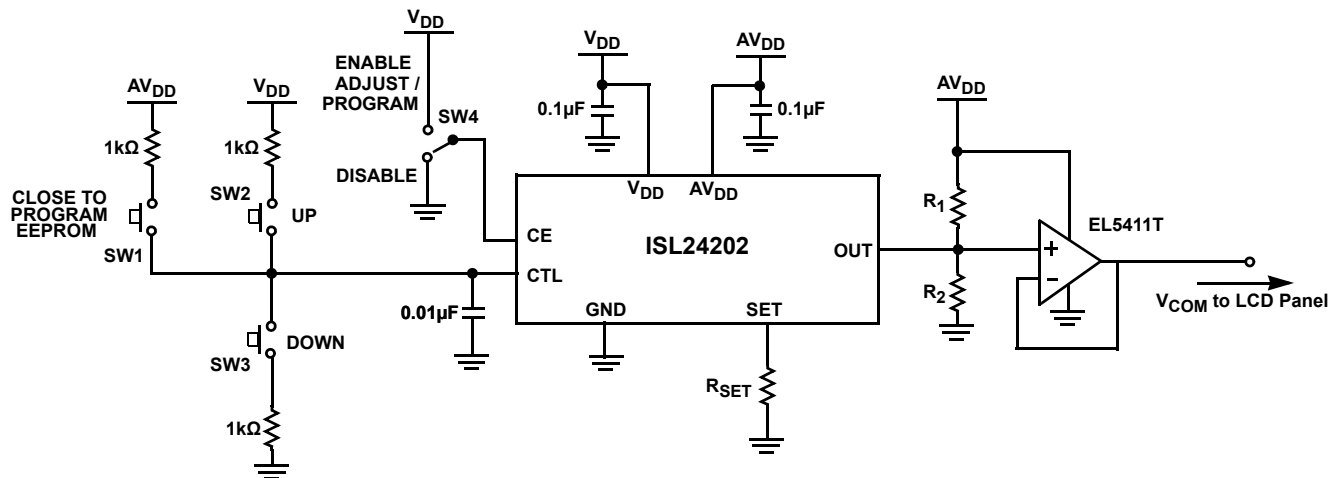 V_DD
ENABLE
ADJUST /
PROGRAM
SW4
DISABLE
AV_DD
1kΩ
CLOSE TO
PROGRAM
EEPROM
SW1
V_DD
1kΩ
SW2
UP
DOWN
SW3
1kΩ
0.01µF
V_DD
0.1µF
AV_DD
0.1µF
V_DD
AV_DD
CE
CTL
ISL24202
OUT
GND
SET
R_SET
AV_DD
R_1
R_2
EL5411T
+
-
V_COM to LCD Panel